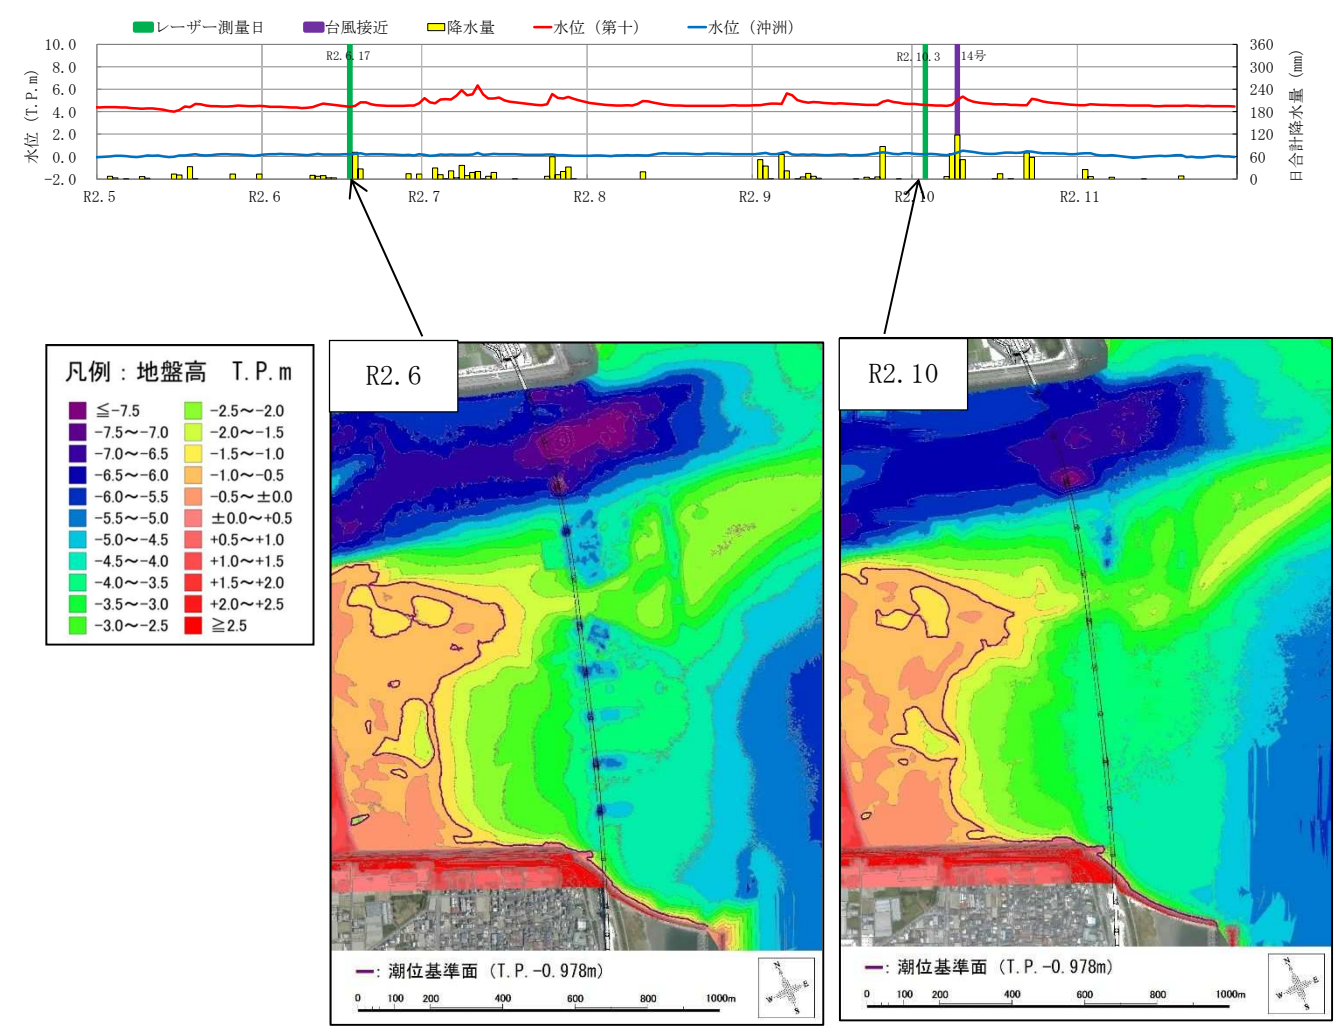 レーザー測量日 台風接近 降水量 水位（第十） 水位（沖洲）
水位（T.P.m）
10.0
8.0
6.0
4.0
2.0
0.0
-2.0
R2.6.17
R2.10.3
14号
360
300
240
180
120
60
0
日合計降水量（mm）
R2.5 R2.6 R2.7 R2.8 R2.9 R2.10 R2.11
凡例：地盤高 T.P.m
≦-7.5 -2.5～-2.0
-7.5～-7.0 -2.0～-1.5
-7.0～-6.5 -1.5～-1.0
-6.5～-6.0 -1.0～-0.5
-6.0～-5.5 -0.5～±0.0
-5.5～-5.0 ±0.0～+0.5
-5.0～-4.5 +0.5～+1.0
-4.5～-4.0 +1.0～+1.5
-4.0～-3.5 +1.5～+2.0
-3.5～-3.0 +2.0～+2.5
-3.0～-2.5 ≧2.5
R2.6
━：潮位基準面（T.P.-0.978m）
0 100 200 400 600 800 1000m
N
W E
S
R2.10
━：潮位基準面（T.P.-0.978m）
0 100 200 400 600 800 1000m
N
W E
S